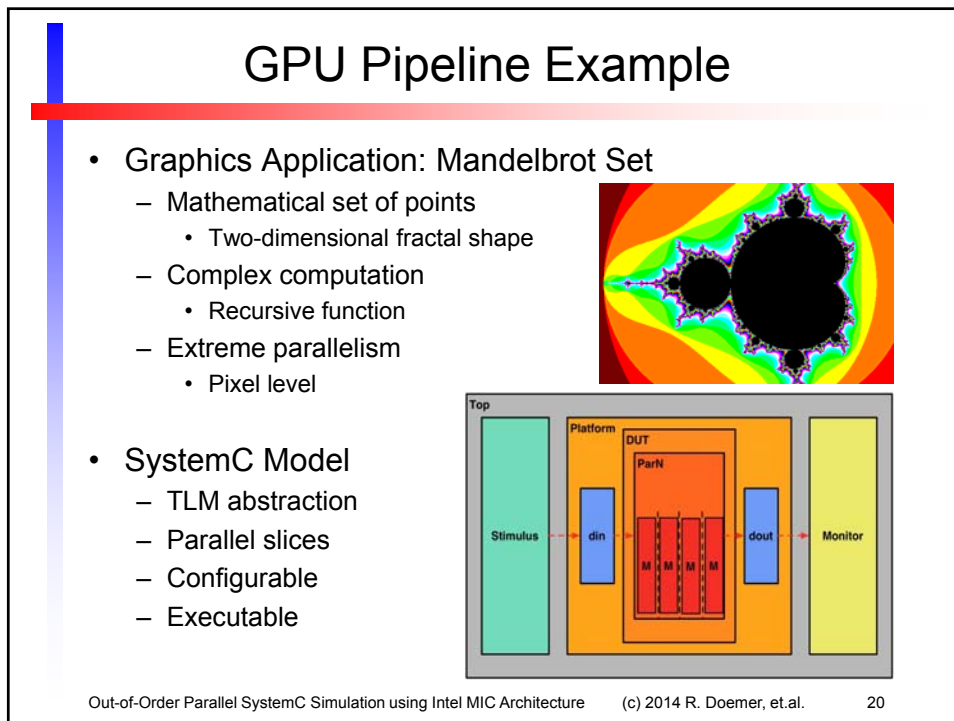 GPU Pipeline Example
• Graphics Application: Mandelbrot Set
– Mathematical set of points
• Two-dimensional fractal shape
– Complex computation
• Recursive function
– Extreme parallelism
• Pixel level
• SystemC Model
– TLM abstraction
– Parallel slices
– Configurable
– Executable
Top
Platform
DUT
ParN
Stimulus
din
M M M M
dout
Monitor
Out-of-Order Parallel SystemC Simulation using Intel MIC Architecture (c) 2014 R. Doemer, et.al. 20